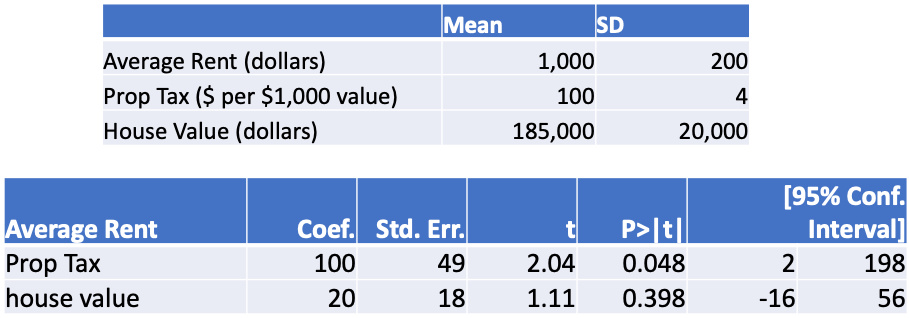 Mean SD
Average Rent (dollars) 1,000 200
Prop Tax ($ per $1,000 value) 100 4
House Value (dollars) 185,000 20,000
[95% Conf.
Average Rent Coef. Std. Err. t P>|t| Interval]
Prop Tax 100 49 2.04 0.048 2 198
house value 20 18 1.11 0.398 -16 56